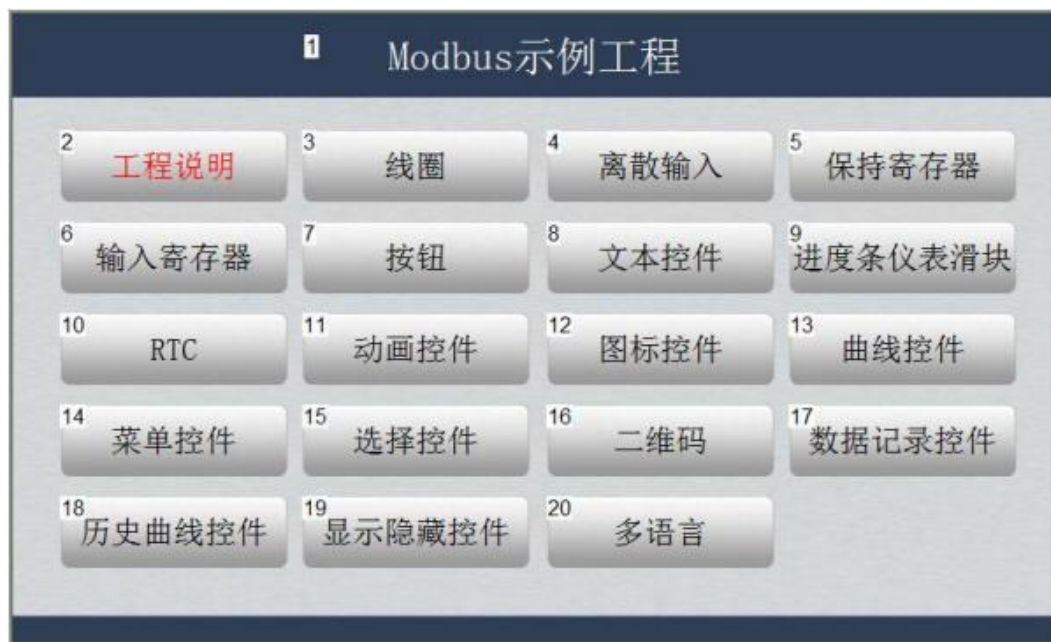 1 Modbus示例工程
2 工程说明
3 线圈
4 离散输入
5 保持寄存器
6 输入寄存器
7 按钮
8 文本控件
9 进度条仪表滑块
10 RTC
11 动画控件
12 图标控件
13 曲线控件
14 菜单控件
15 选择控件
16 二维码
17 数据记录控件
18 历史曲线控件
19 显示隐藏控件
20 多语言